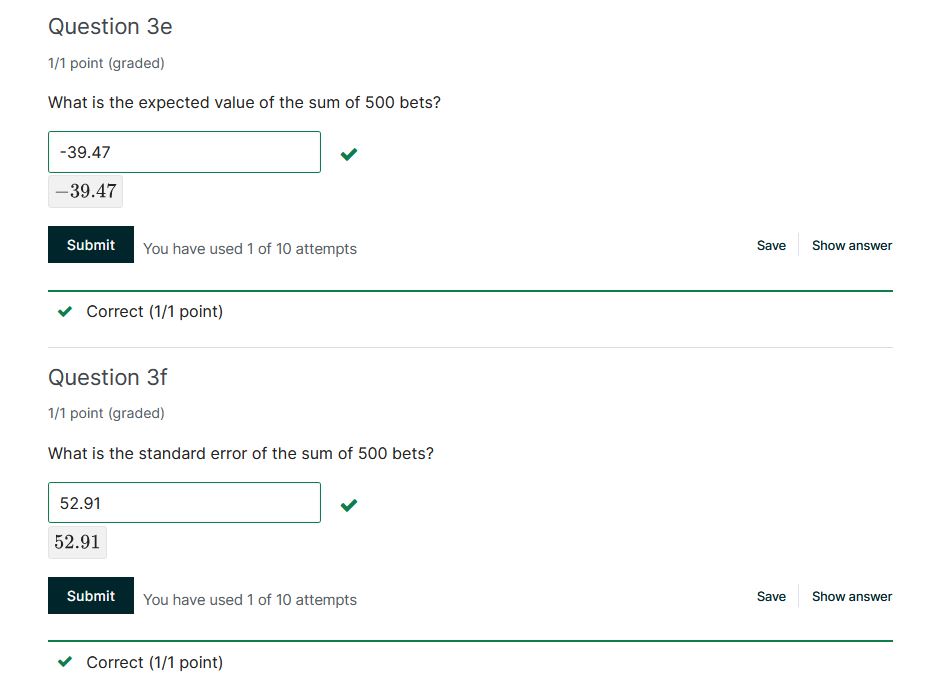 Question 3e
1/1 point (graded)
What is the expected value of the sum of 500 bets?
-39.47
−39.47
Submit You have used 1 of 10 attempts Save Show answer
Correct (1/1 point)
Question 3f
1/1 point (graded)
What is the standard error of the sum of 500 bets?
52.91
52.91
Submit You have used 1 of 10 attempts Save Show answer
Correct (1/1 point)